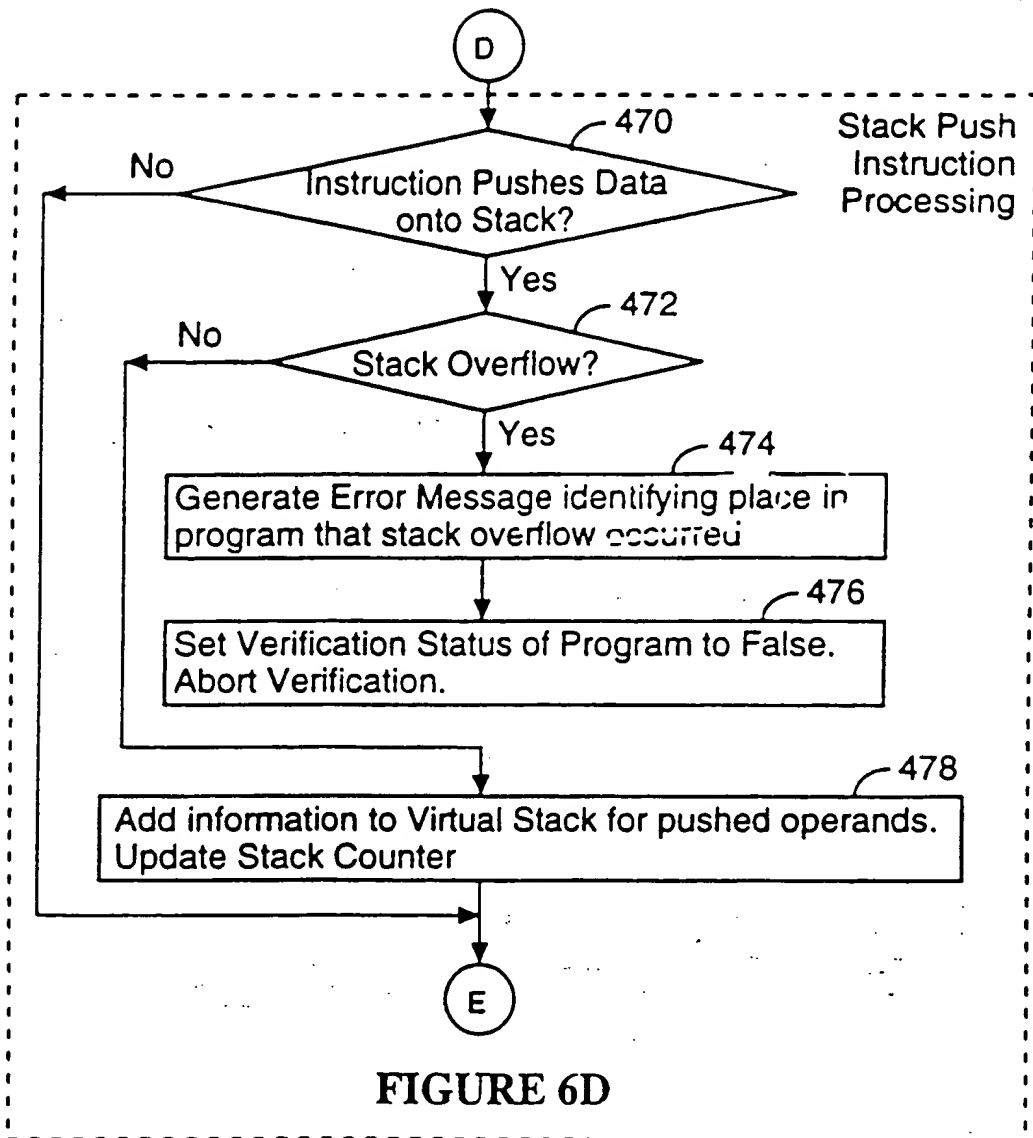 D
470
Stack Push
Instruction
Processing
No
Instruction Pushes Data
onto Stack?
Yes
472
No
Stack Overflow?
Yes
474
Generate Error Message identifying place in
program that stack overflow occurred
476
Set Verification Status of Program to False.
Abort Verification.
478
Add information to Virtual Stack for pushed operands.
Update Stack Counter
E
FIGURE 6D